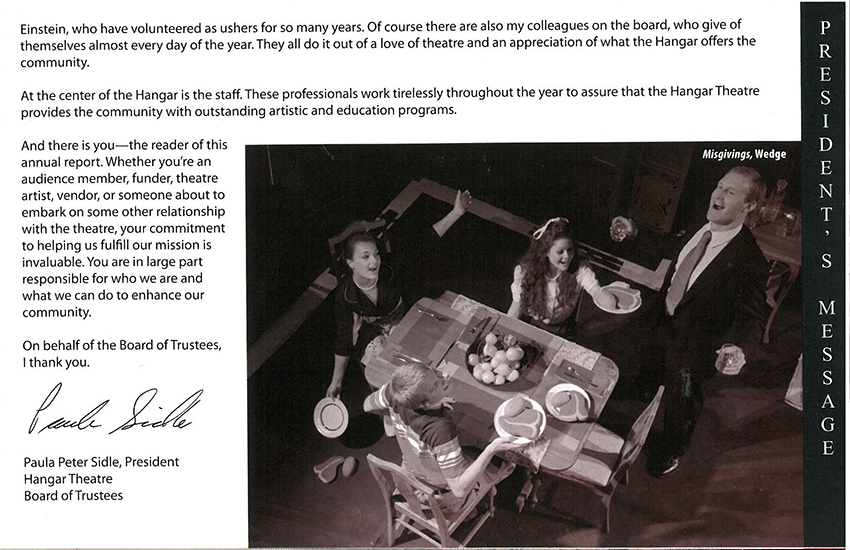 Einstein, who have volunteered as ushers for so many years. Of course there are also my colleagues on the board, who give of
themselves almost every day of the year. They all do it out of a love of theatre and an appreciation of what the Hangar offers the
community.
At the center of the Hangar is the staff. These professionals work tirelessly throughout the year to assure that the Hangar Theatre
provides the community with outstanding artistic and education programs.
And there is you—the reader of this
annual report. Whether you're an
audience member, funder, theatre
artist, vendor, or someone about to
embark on some other relationship
with the theatre, your commitment
to helping us fulfill our mission is
invaluable. You are in large part
responsible for who we are and
what we can do to enhance our
community.
On behalf of the Board of Trustees,
I thank you.
Paula Sidle
Paula Peter Sidle, President
Hangar Theatre
Board of Trustees
Misgivings, Wedge
PRESIDENT'S MESSAGE